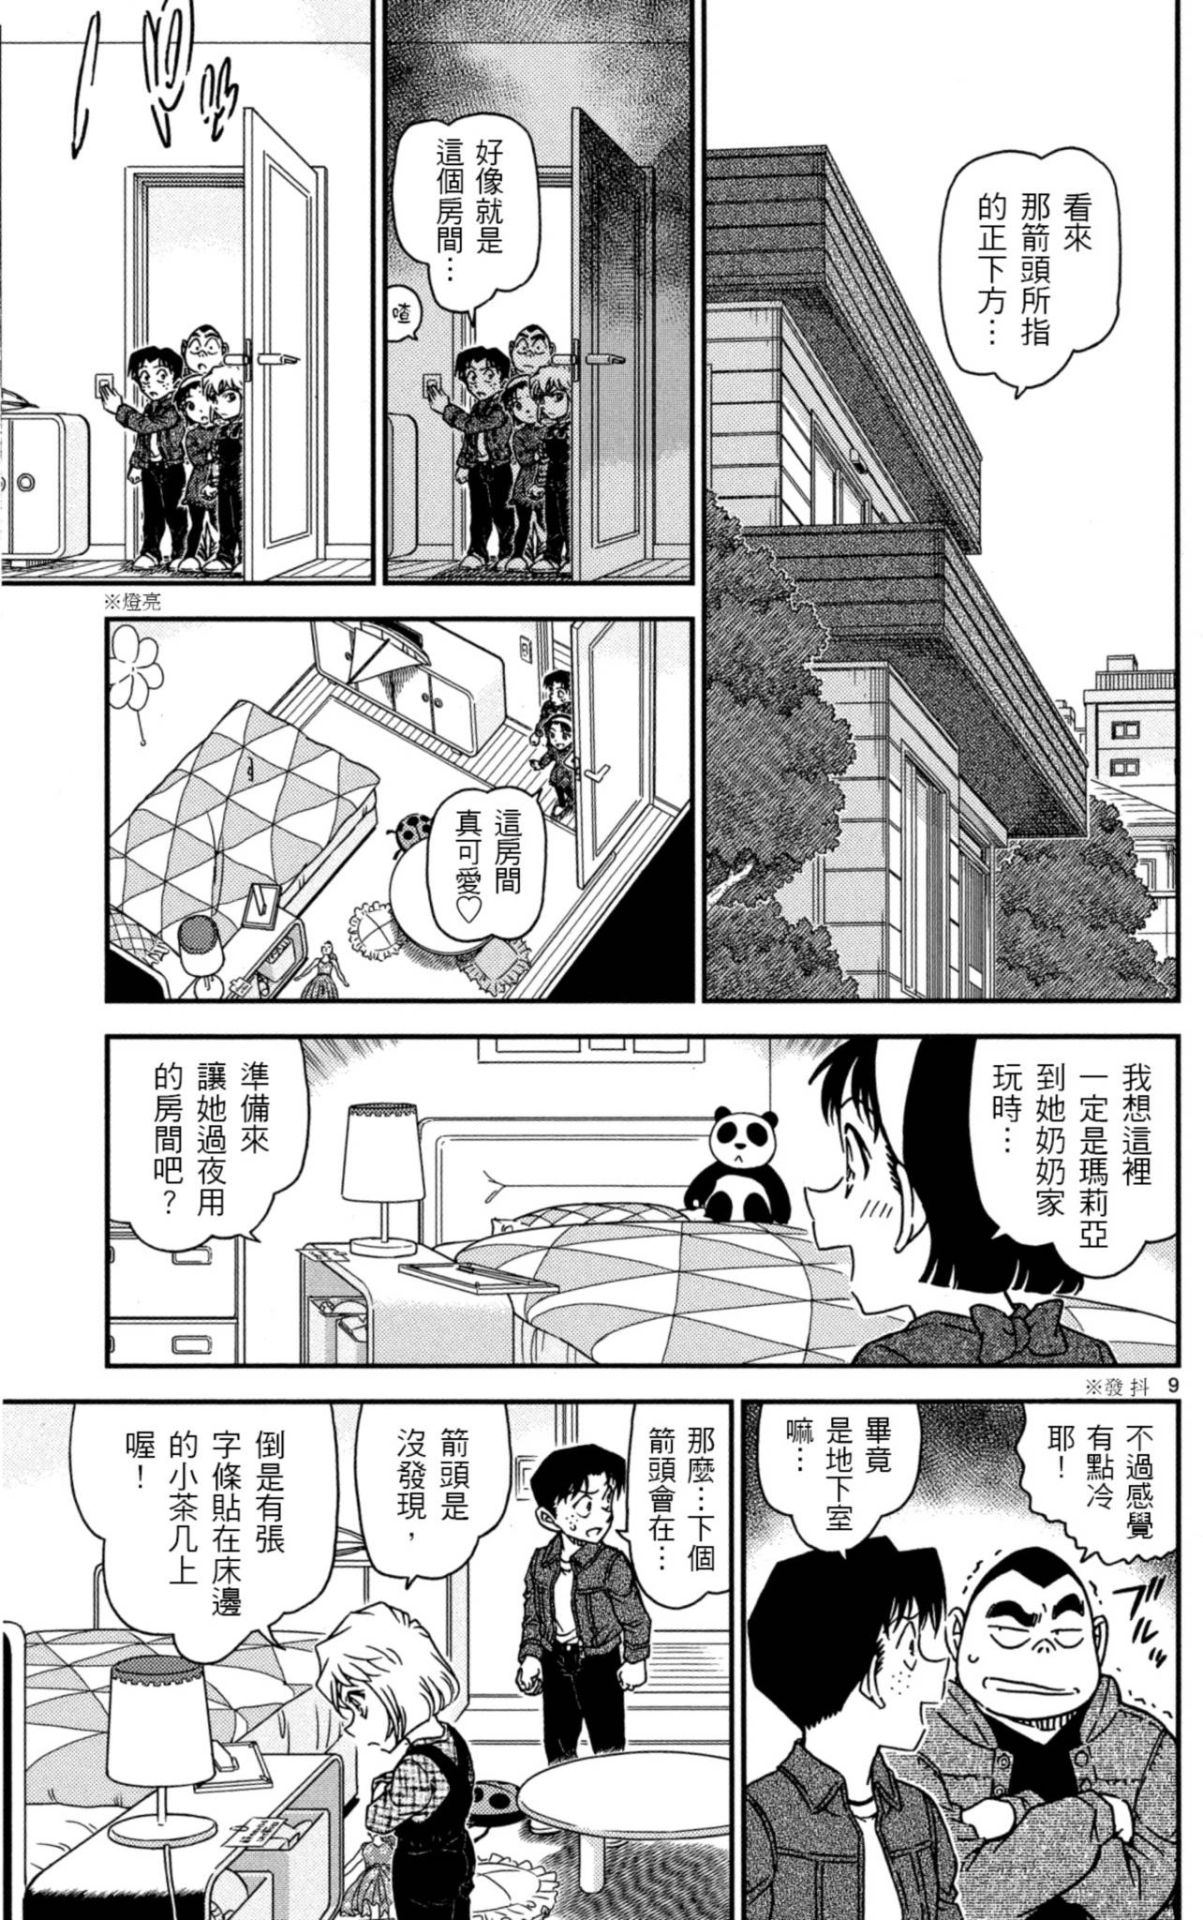 看來
那箭頭所指
的正下方…
好像就是
這個房間…
喳
※燈亮
這房間
真可愛♡
我想這裡
一定是瑪莉亞
到她奶奶家
玩時…
準備來
讓她過夜用
的房間吧？
※發抖
9
不過感覺
有點冷
耶！
畢竟
是地下室
嘛…
那麼…下個
箭頭會在…
箭頭是
沒發現，
倒是有張
字條貼在床邊
的小茶几上
喔！